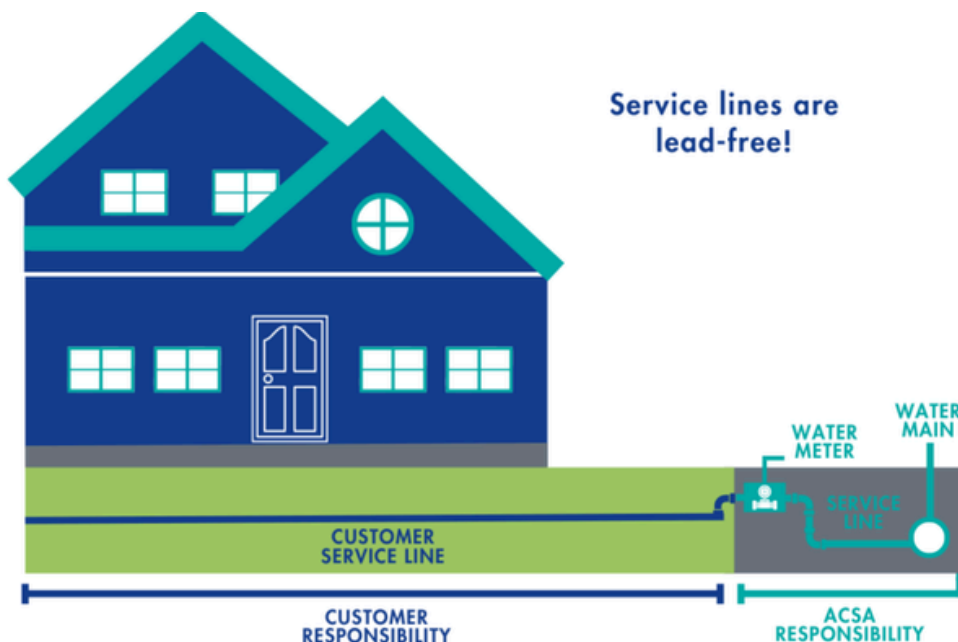 Service lines are
lead-free!
WATER
MAIN
WATER
METER
SERVICE
LINE
CUSTOMER
SERVICE LINE
CUSTOMER
RESPONSIBILITY
ACSA
RESPONSIBILITY